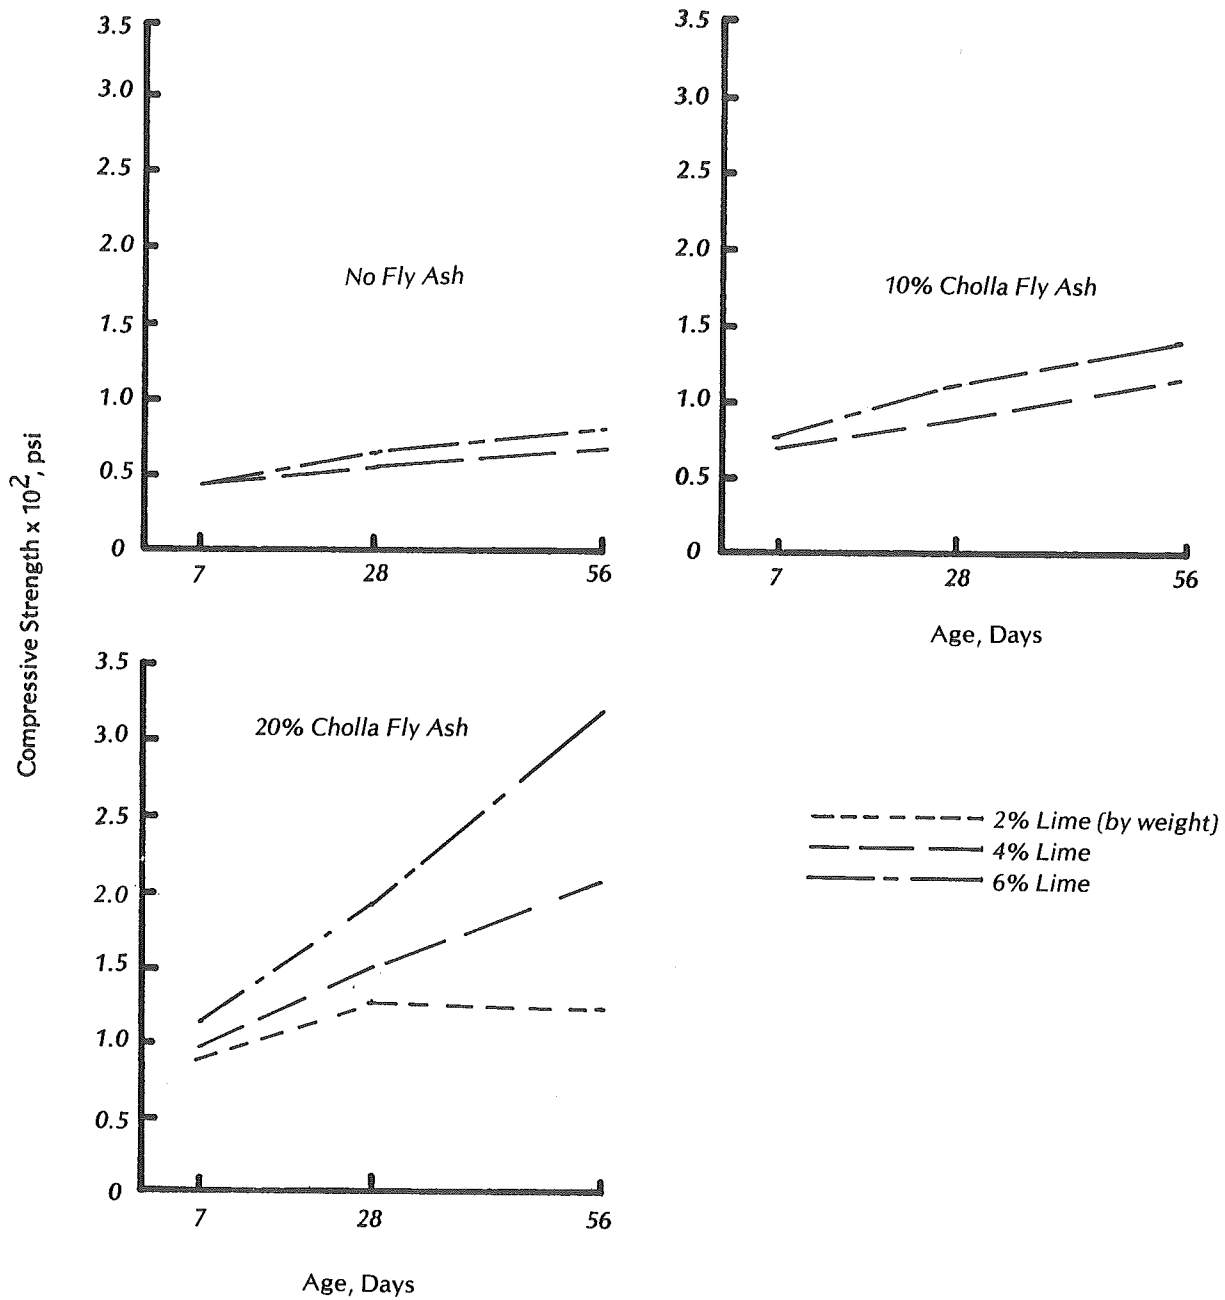 Compressive Strength x 10², psi
3.5
3.0
2.5
2.0
1.5
1.0
0.5
0
No Fly Ash
7 28 56
3.5
3.0
2.5
2.0
1.5
1.0
0.5
0
10% Cholla Fly Ash
7 28 56
Age, Days
3.5
3.0
2.5
2.0
1.5
1.0
0.5
0
20% Cholla Fly Ash
7 28 56
Age, Days
2% Lime (by weight)
4% Lime
6% Lime